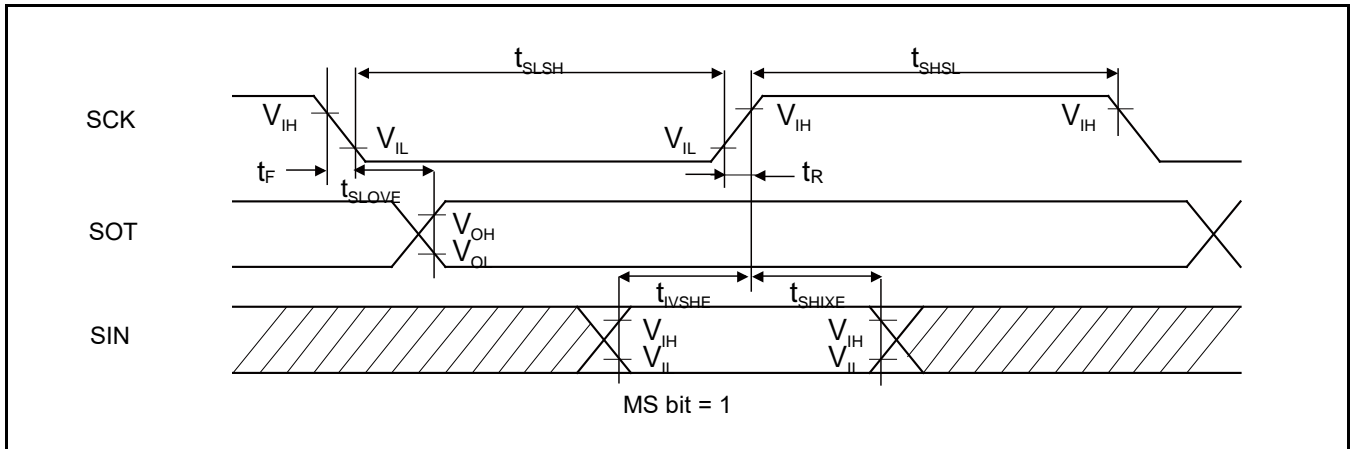 tSLSH tSHSL
SCK VIH VIL VIL VIH VIH
tF tR
tSLOVE
SOT VOH
VOL
tIVSHE tSHIXE
SIN VIH VIH
VIL VIL
MS bit = 1